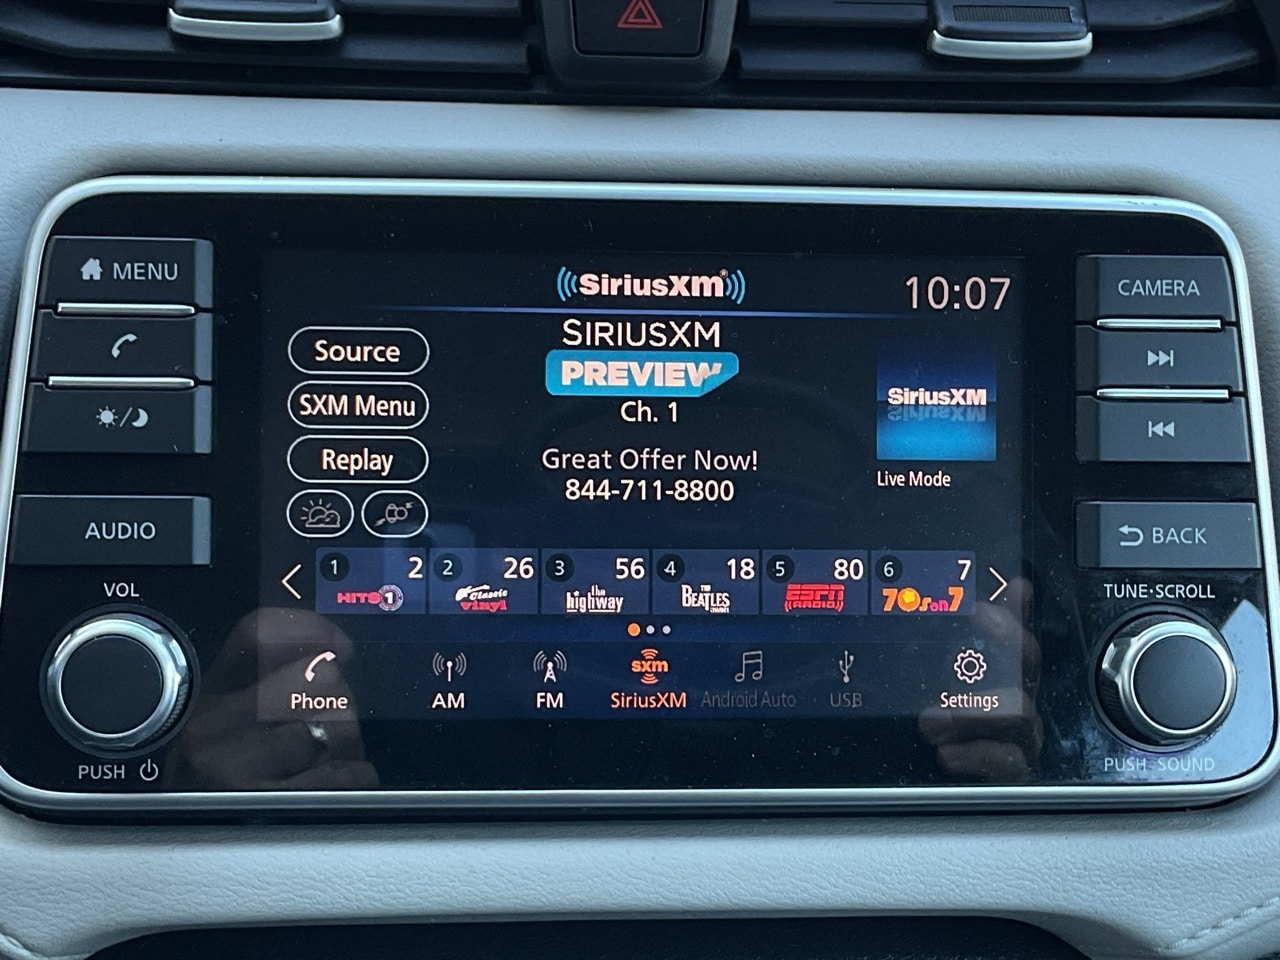 MENU
AUDIO
VOL
PUSH
SiriusXM
10:07
Source
SXM Menu
Replay
SIRIUSXM
PREVIEW
Ch. 1
Great Offer Now!
844-711-8800
SiriusXM
Live Mode
1 2
HITS 1
2 26
Classic
vinyl
3 56
the
highway
4 18
THE
BEATLES
CHANNEL
5 80
ESPN
RADIO
6 7
70s on 7
Phone
AM
FM
sxm
SiriusXM
Android Auto
USB
Settings
CAMERA
BACK
TUNE·SCROLL
PUSH SOUND